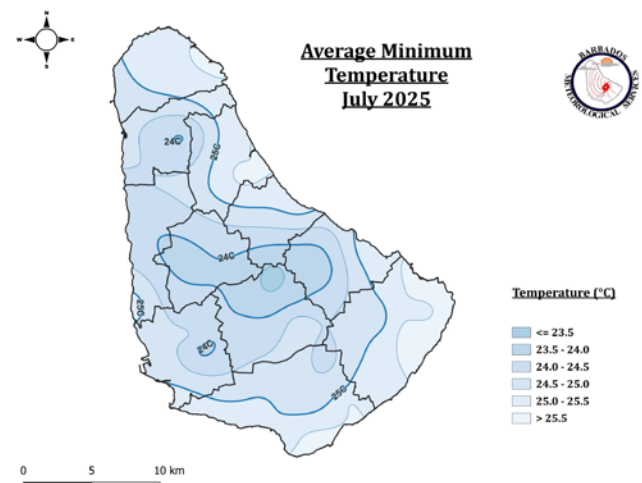 N
W
E
S
Average Minimum
Temperature
July 2025
BARBADOS
METEOROLOGICAL SERVICES
24C
25C
24C
25C
24C
25C
Temperature (°C)
<= 23.5
23.5 - 24.0
24.0 - 24.5
24.5 - 25.0
25.0 - 25.5
> 25.5
0 5 10 km